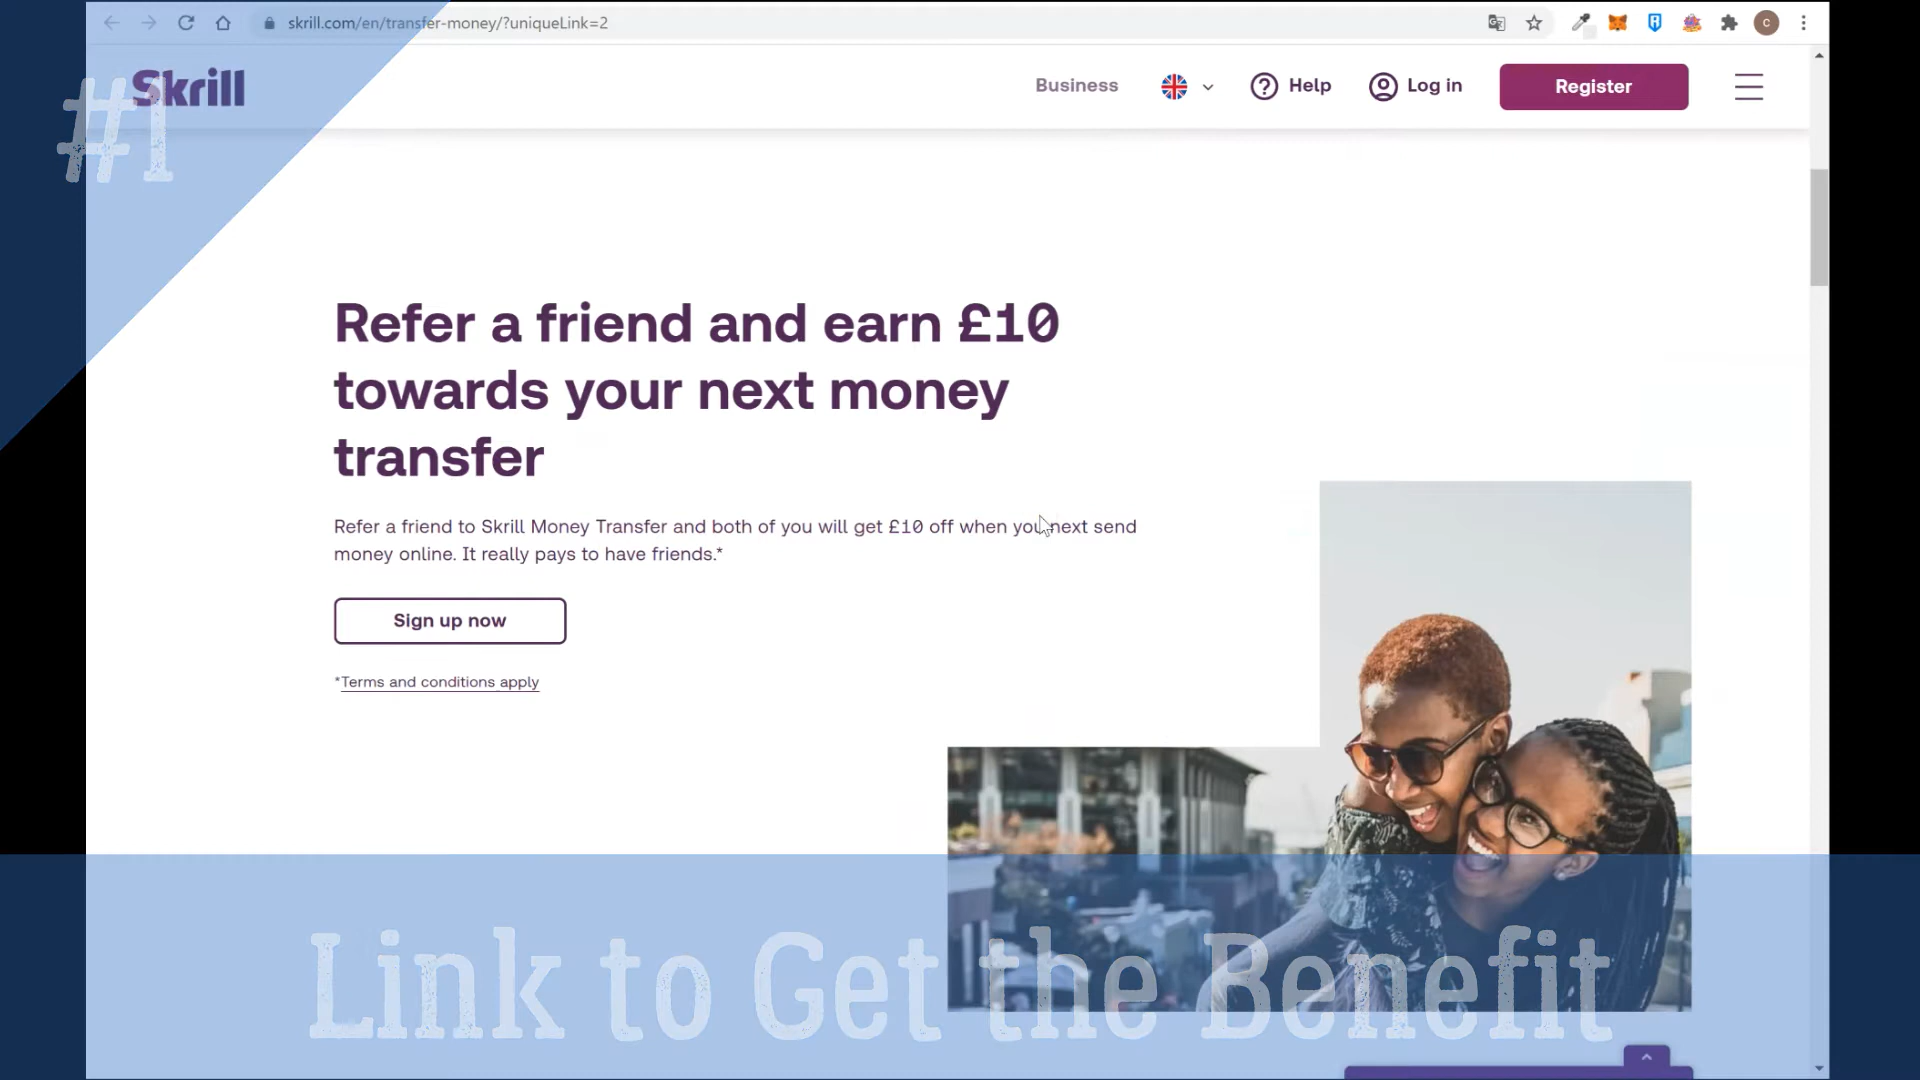 skrill.com/en/transfer-money/?uniqueLink=2
C
#1
Skrill
Business
Help
Log in
Register
Refer a friend and earn £10
towards your next money
transfer
Refer a friend to Skrill Money Transfer and both of you will get £10 off when you next send
money online. It really pays to have friends.*
Sign up now
*Terms and conditions apply
Link to Get the Benefit